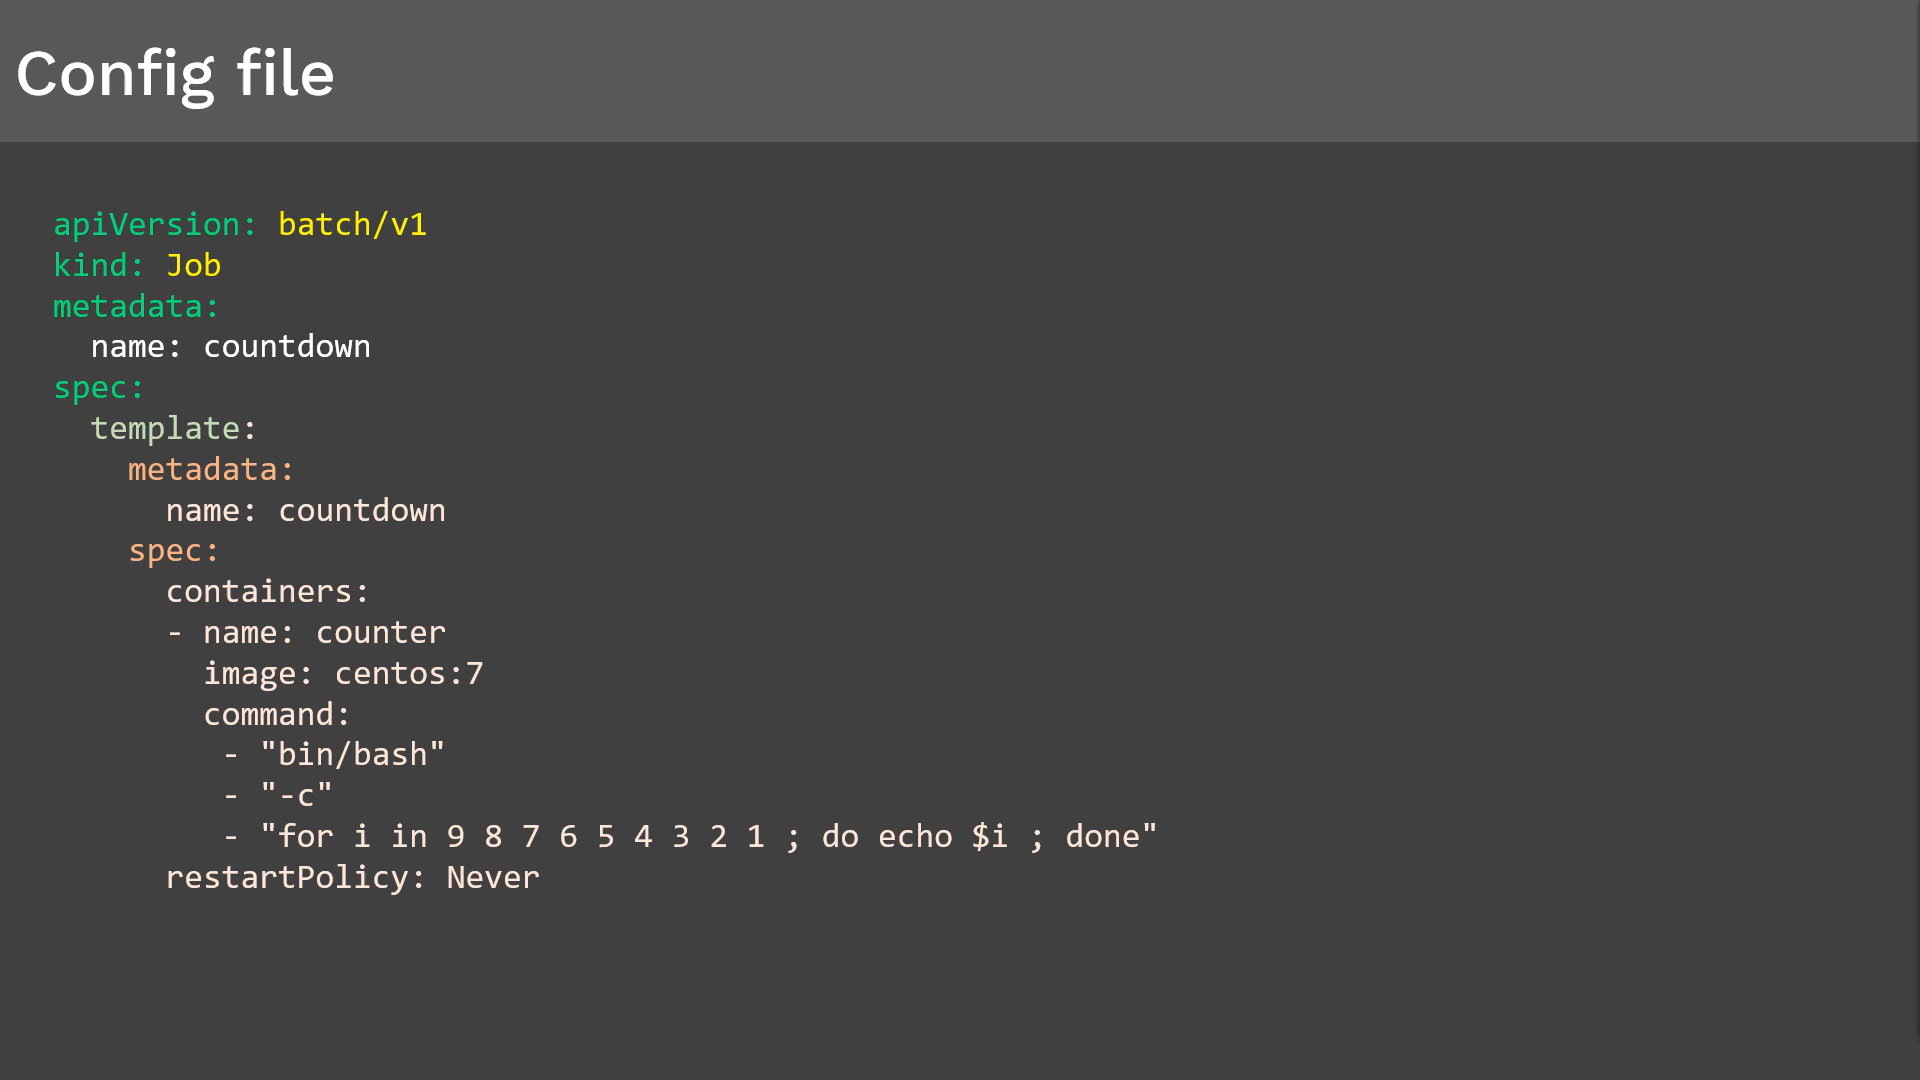 Config file
apiVersion: batch/v1
kind: Job
metadata:
  name: countdown
spec:
  template:
    metadata:
      name: countdown
    spec:
      containers:
      - name: counter
        image: centos:7
        command:
         - "bin/bash"
         - "-c"
         - "for i in 9 8 7 6 5 4 3 2 1 ; do echo $i ; done"
      restartPolicy: Never